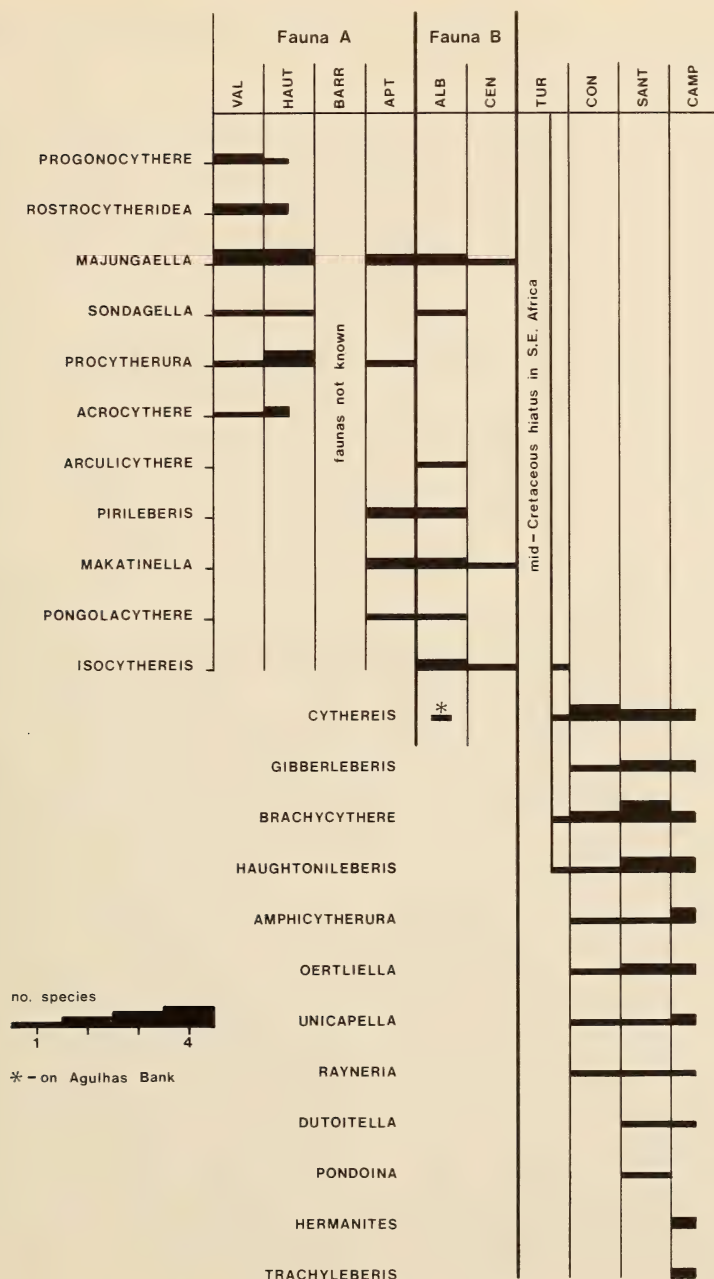 Fauna A Fauna B
VAL HAUT BARR APT ALB CEN TUR CON SANT CAMP
PROGONOCYTHERE
ROSTROCYTHERIDEA
MAJUNGAELLA
SONDAGELLA
PROCYTHERURA
ACROCYTHERE
ARCULICYTHERE
PIRILEBERIS
MAKATINELLA
PONGOLACYTHERE
ISOCYTHEREIS
faunas not known
mid-Cretaceous hiatus in S.E. Africa
*
CYTHEREIS
GIBBERLEBERIS
BRACHYCYTHERE
HAUGHTONILEBERIS
AMPHICYTHERURA
OERTLIELLA
UNICAPELLA
RAYNERIA
DUTOITELLA
PONDOINA
HERMANITES
TRACHYLEBERIS
no. species
1 4
*-on Agulhas Bank